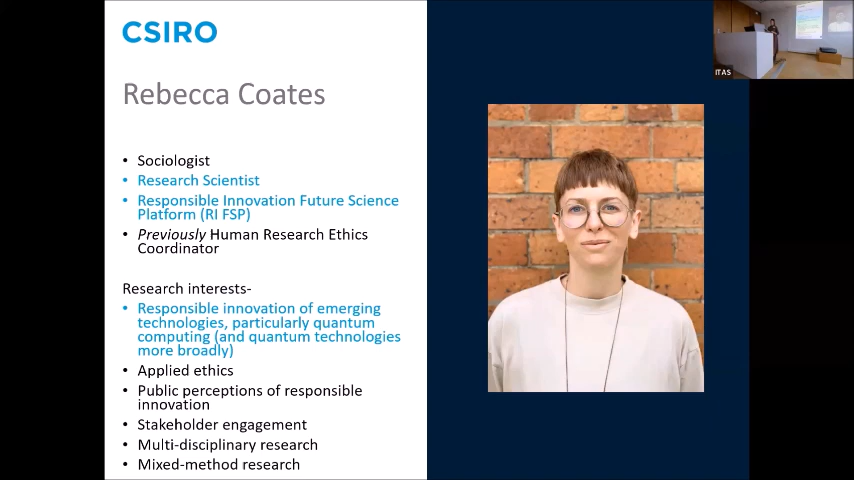 CSIRO
Rebecca Coates
• Sociologist
• Research Scientist
• Responsible Innovation Future Science
Platform (RI FSP)
• Previously Human Research Ethics
Coordinator
Research interests-
• Responsible innovation of emerging
technologies, particularly quantum
computing (and quantum technologies
more broadly)
• Applied ethics
• Public perceptions of responsible
innovation
• Stakeholder engagement
• Multi-disciplinary research
• Mixed-method research
ITAS